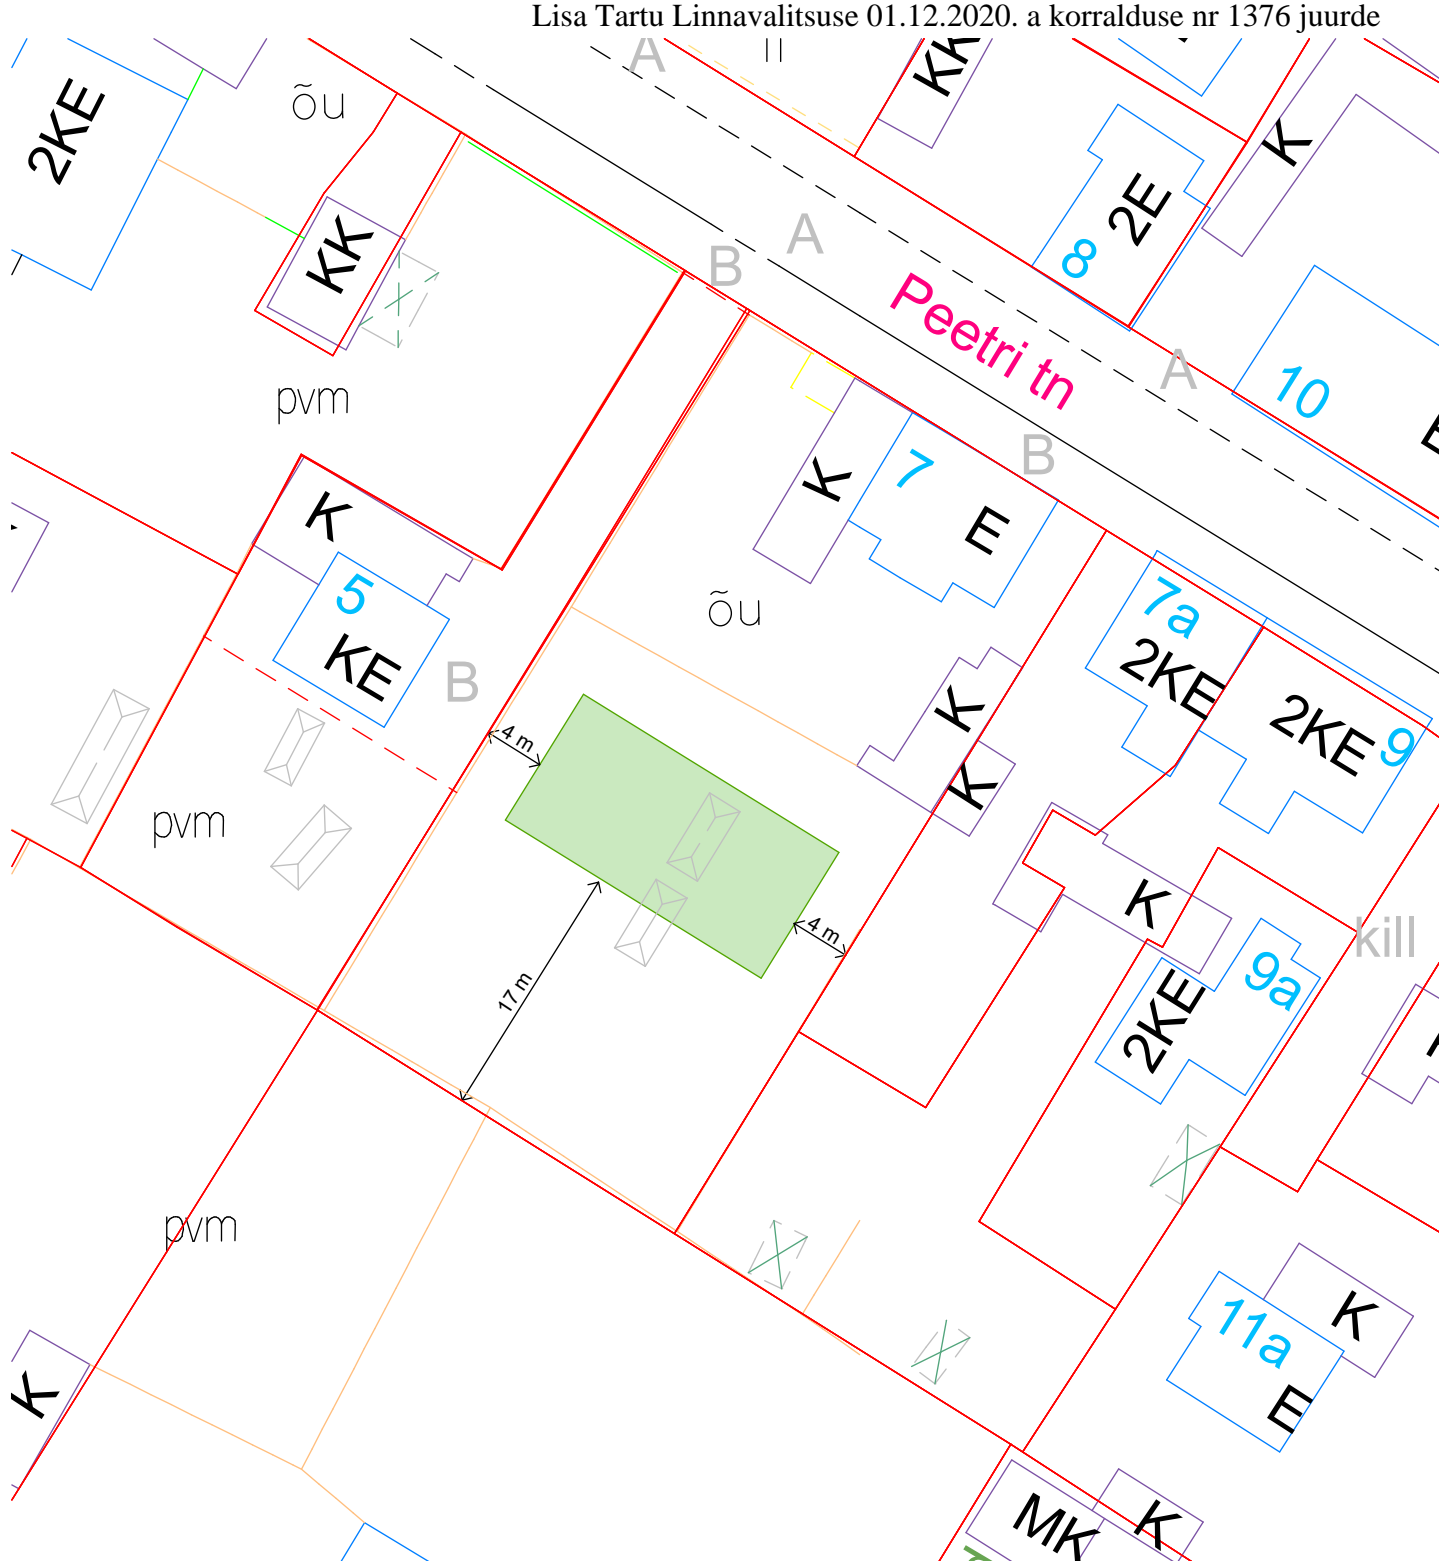 Lisa Tartu Linnavalitsuse 01.12.2020. a korralduse nr 1376 juurde
A
KK
2KE
õu
K
2E
8
A
B
KK
Peetri tn
A
10
pvm
B
7
K
E
K
5
KE
B
õu
7a
2KE
2KE
9
K
K
4 m
pvm
K
4 m
kill
9a
2KE
17 m
pvm
11a
K
E
K
MK
K